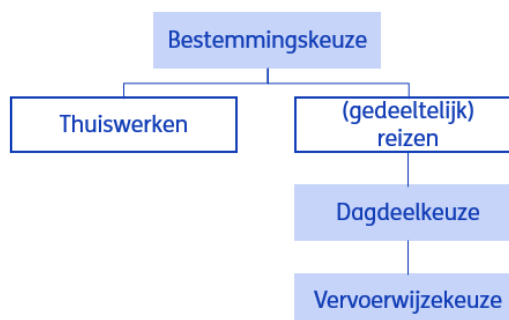 Bestemmingskeuze
Thuiswerken
(gedeeltelijk)
reizen
Dagdeelkeuze
Vervoerwijzekeuze